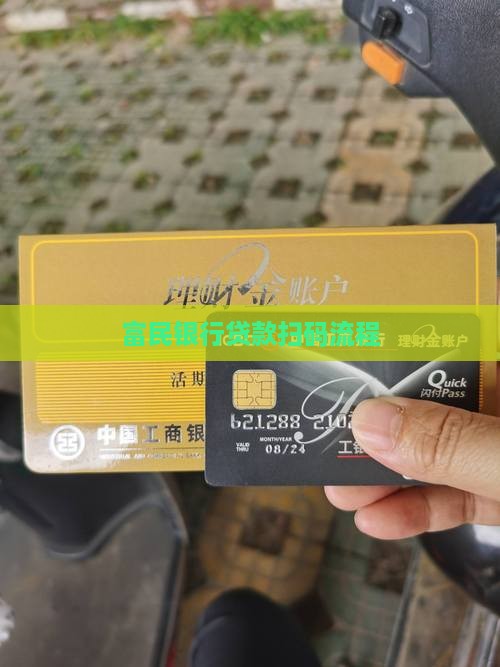 理财金账户
富民银行贷款扫码流程
理财金账户
Quick
闪付Pass
活期
中国工商银
621288 2102
VALID
THRU
MONTH/YEAR
08/24
工银